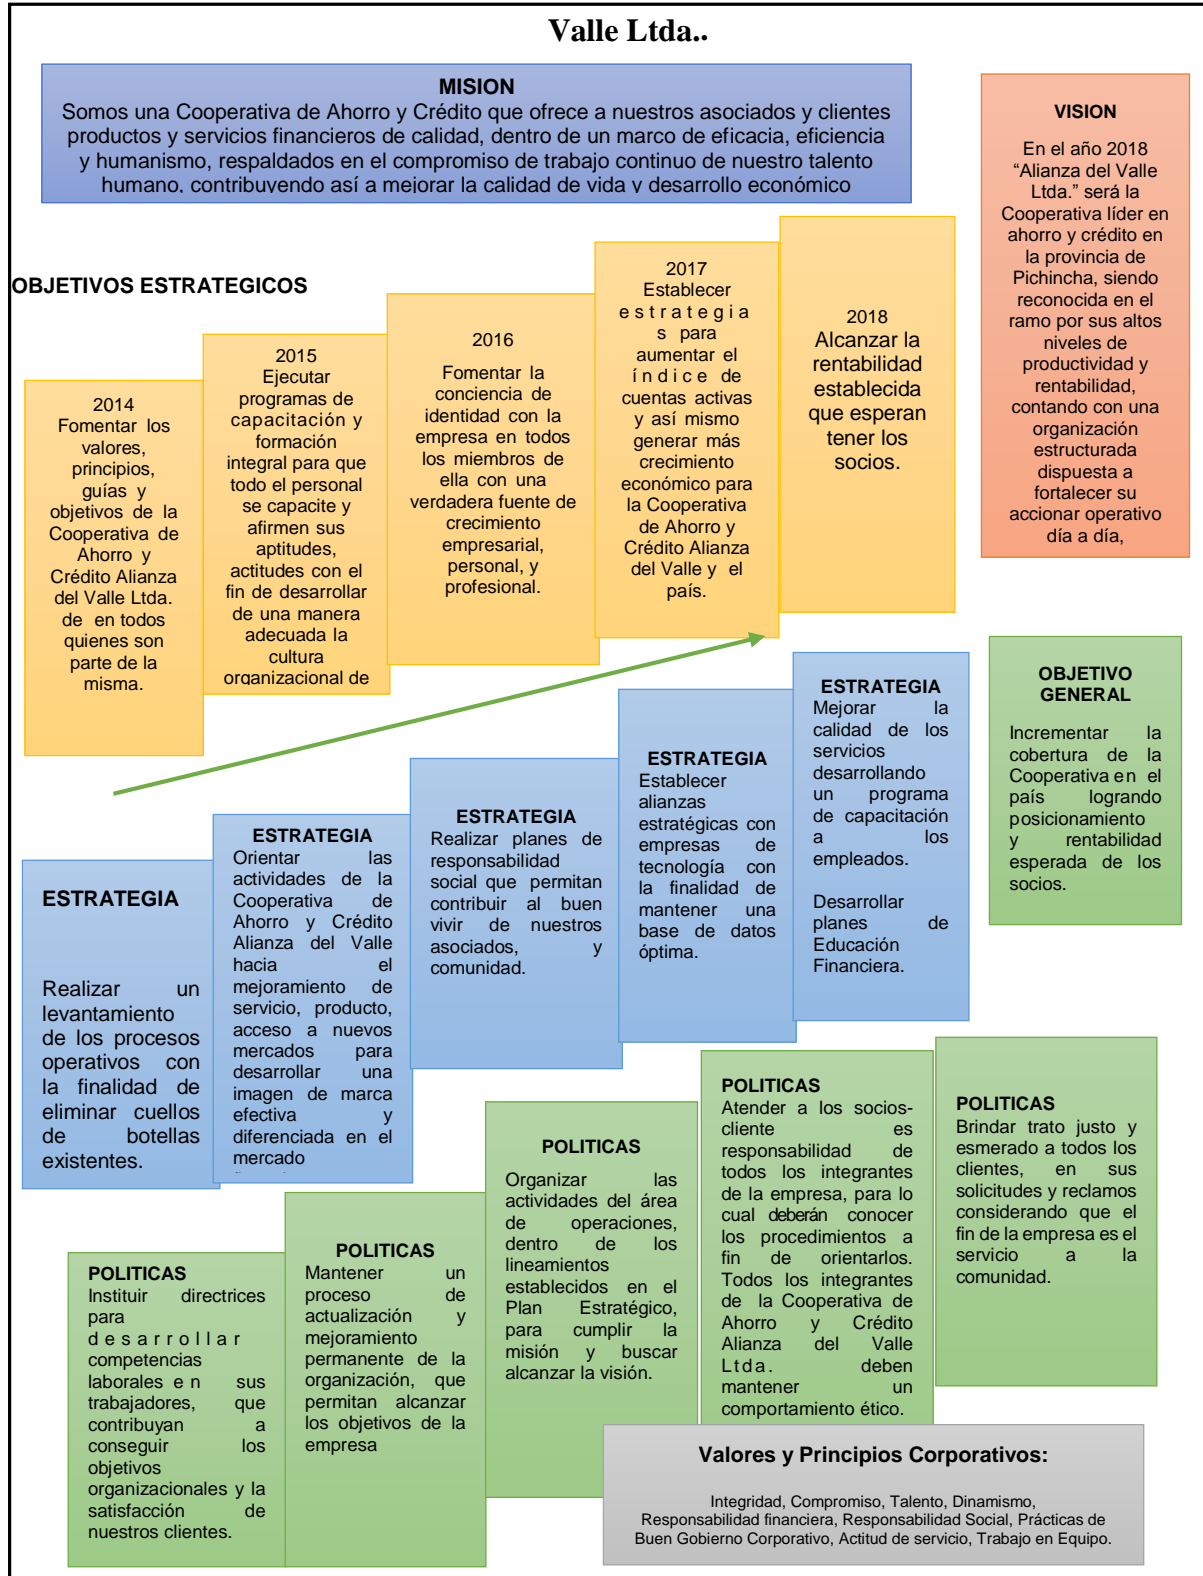 Valle Ltda..
MISION
Somos una Cooperativa de Ahorro y Crédito que ofrece a nuestros asociados y clientes
productos y servicios financieros de calidad, dentro de un marco de eficacia, eficiencia
y humanismo, respaldados en el compromiso de trabajo continuo de nuestro talento
humano, contribuyendo así a mejorar la calidad de vida y desarrollo económico
VISION
En el año 2018
“Alianza del Valle
Ltda.” será la
Cooperativa líder en
ahorro y crédito en
la provincia de
Pichincha, siendo
reconocida en el
ramo por sus altos
niveles de
productividad y
rentabilidad,
contando con una
organización
estructurada
dispuesta a
fortalecer su
accionar operativo
día a día,
OBJETIVOS ESTRATEGICOS
2014
Fomentar los
valores,
principios,
guías y
objetivos de la
Cooperativa de
Ahorro y
Crédito Alianza
del Valle Ltda.
de en todos
quienes son
parte de la
misma.
2015
Ejecutar
programas de
capacitación y
formación
integral para que
todo el personal
se capacite y
afirmen sus
aptitudes,
actitudes con el
fin de desarrollar
de una manera
adecuada la
cultura
organizacional de
2016
Fomentar la
conciencia de
identidad con la
empresa en todos
los miembros de
ella con una
verdadera fuente de
crecimiento
empresarial,
personal, y
profesional.
2017
Establecer
e s t r a t e g i a
s para
aumentar el
í n d i c e de
cuentas activas
y así mismo
generar más
crecimiento
económico para
la Cooperativa
de Ahorro y
Crédito Alianza
del Valle y el
país.
2018
Alcanzar la
rentabilidad
establecida
que esperan
tener los
socios.
OBJETIVO
GENERAL
Incrementar la
cobertura de la
Cooperativa en el
país logrando
posicionamiento
y rentabilidad
esperada de los
socios.
ESTRATEGIA
Realizar un
levantamiento
de los procesos
operativos con
la finalidad de
eliminar cuellos
de botellas
existentes.
ESTRATEGIA
Orientar las
actividades de la
Cooperativa de
Ahorro y Crédito
Alianza del Valle
hacia el
mejoramiento de
servicio, producto,
acceso a nuevos
mercados para
desarrollar una
imagen de marca
efectiva y
diferenciada en el
mercado
ESTRATEGIA
Realizar planes de
responsabilidad
social que permitan
contribuir al buen
vivir de nuestros
asociados, y
comunidad.
ESTRATEGIA
Establecer
alianzas
estratégicas con
empresas de
tecnología con
la finalidad de
mantener una
base de datos
óptima.
ESTRATEGIA
Mejorar la
calidad de los
servicios
desarrollando
un programa
de capacitación
a los
empleados.
Desarrollar
planes de
Educación
Financiera.
POLITICAS
Instituir directrices
para
d e s a r r o l l a r
competencias
laborales e n sus
trabajadores, que
contribuyan a
conseguir los
objetivos
organizacionales y la
satisfacción de
nuestros clientes.
POLITICAS
Mantener un
proceso de
actualización y
mejoramiento
permanente de la
organización, que
permitan alcanzar
los objetivos de la
empresa
POLITICAS
Organizar las
actividades del área
de operaciones,
dentro de los
lineamientos
establecidos en el
Plan Estratégico,
para cumplir la
misión y buscar
alcanzar la visión.
POLITICAS
Atender a los socios-
cliente es
responsabilidad de
todos los integrantes
de la empresa, para lo
cual deberán conocer
los procedimientos a
fin de orientarlos.
Todos los integrantes
de la Cooperativa de
Ahorro y Crédito
Alianza del Valle
Ltda. deben
mantener un
comportamiento ético.
POLITICAS
Brindar trato justo y
esmerado a todos los
clientes, en sus
solicitudes y reclamos
considerando que el
fin de la empresa es el
servicio a la
comunidad.
Valores y Principios Corporativos:
Integridad, Compromiso, Talento, Dinamismo,
Responsabilidad financiera, Responsabilidad Social, Prácticas de
Buen Gobierno Corporativo, Actitud de servicio, Trabajo en Equipo.